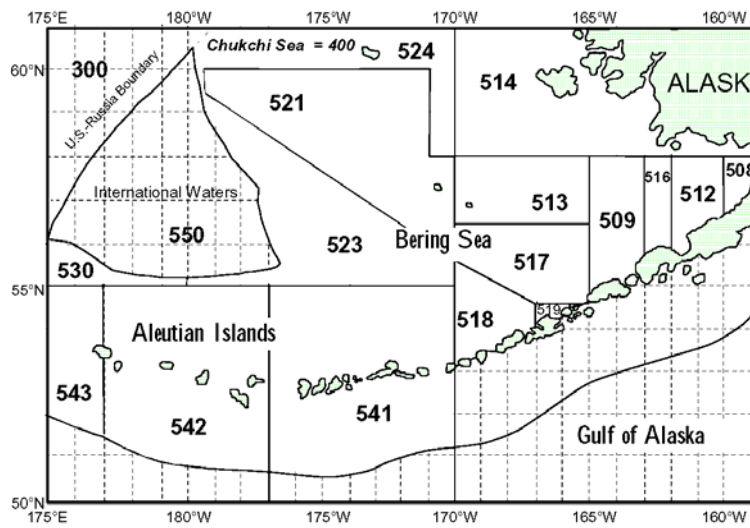 175°E 180°W 175°W 170°W 165°W 160°W
Chukchi Sea = 400
524
60°N
300
514
ALASK
U.S.-Russia Boundary
521
516
508
International Waters
513
512
509
550
523
Bering Sea
517
530
55°N
519
518
Aleutian Islands
543
542
541
Gulf of Alaska
50°N
175°E 180°W 175°W 170°W 165°W 160°W